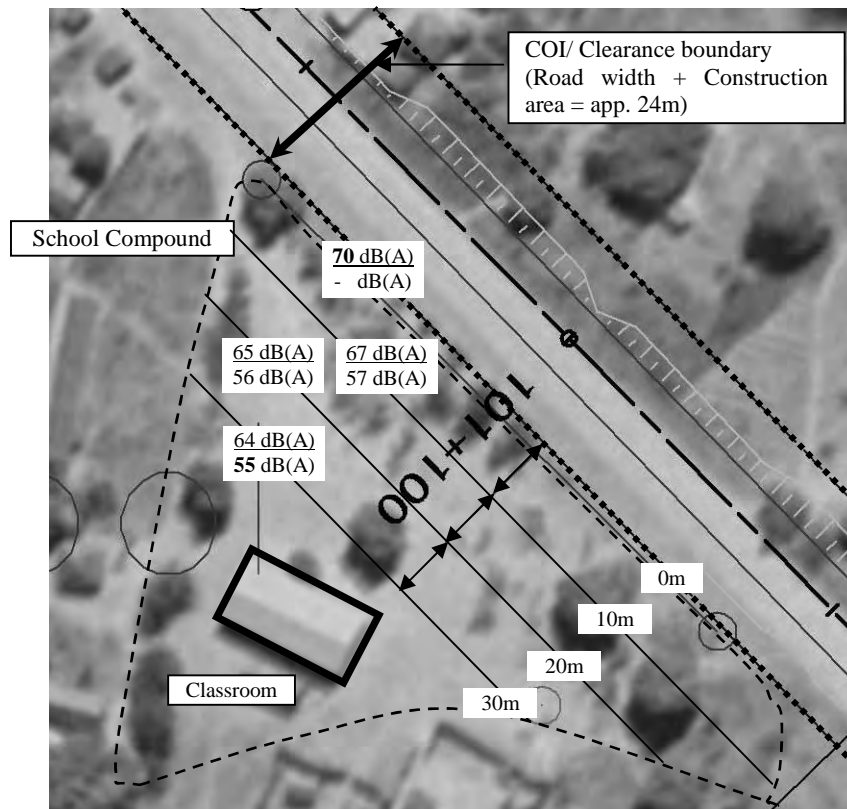 COI/ Clearance boundary
(Road width + Construction
area = app. 24m)
School Compound
70 dB(A)
- dB(A)
65 dB(A)
56 dB(A)
67 dB(A)
57 dB(A)
64 dB(A)
55 dB(A)
101+100
0m
10m
20m
30m
Classroom